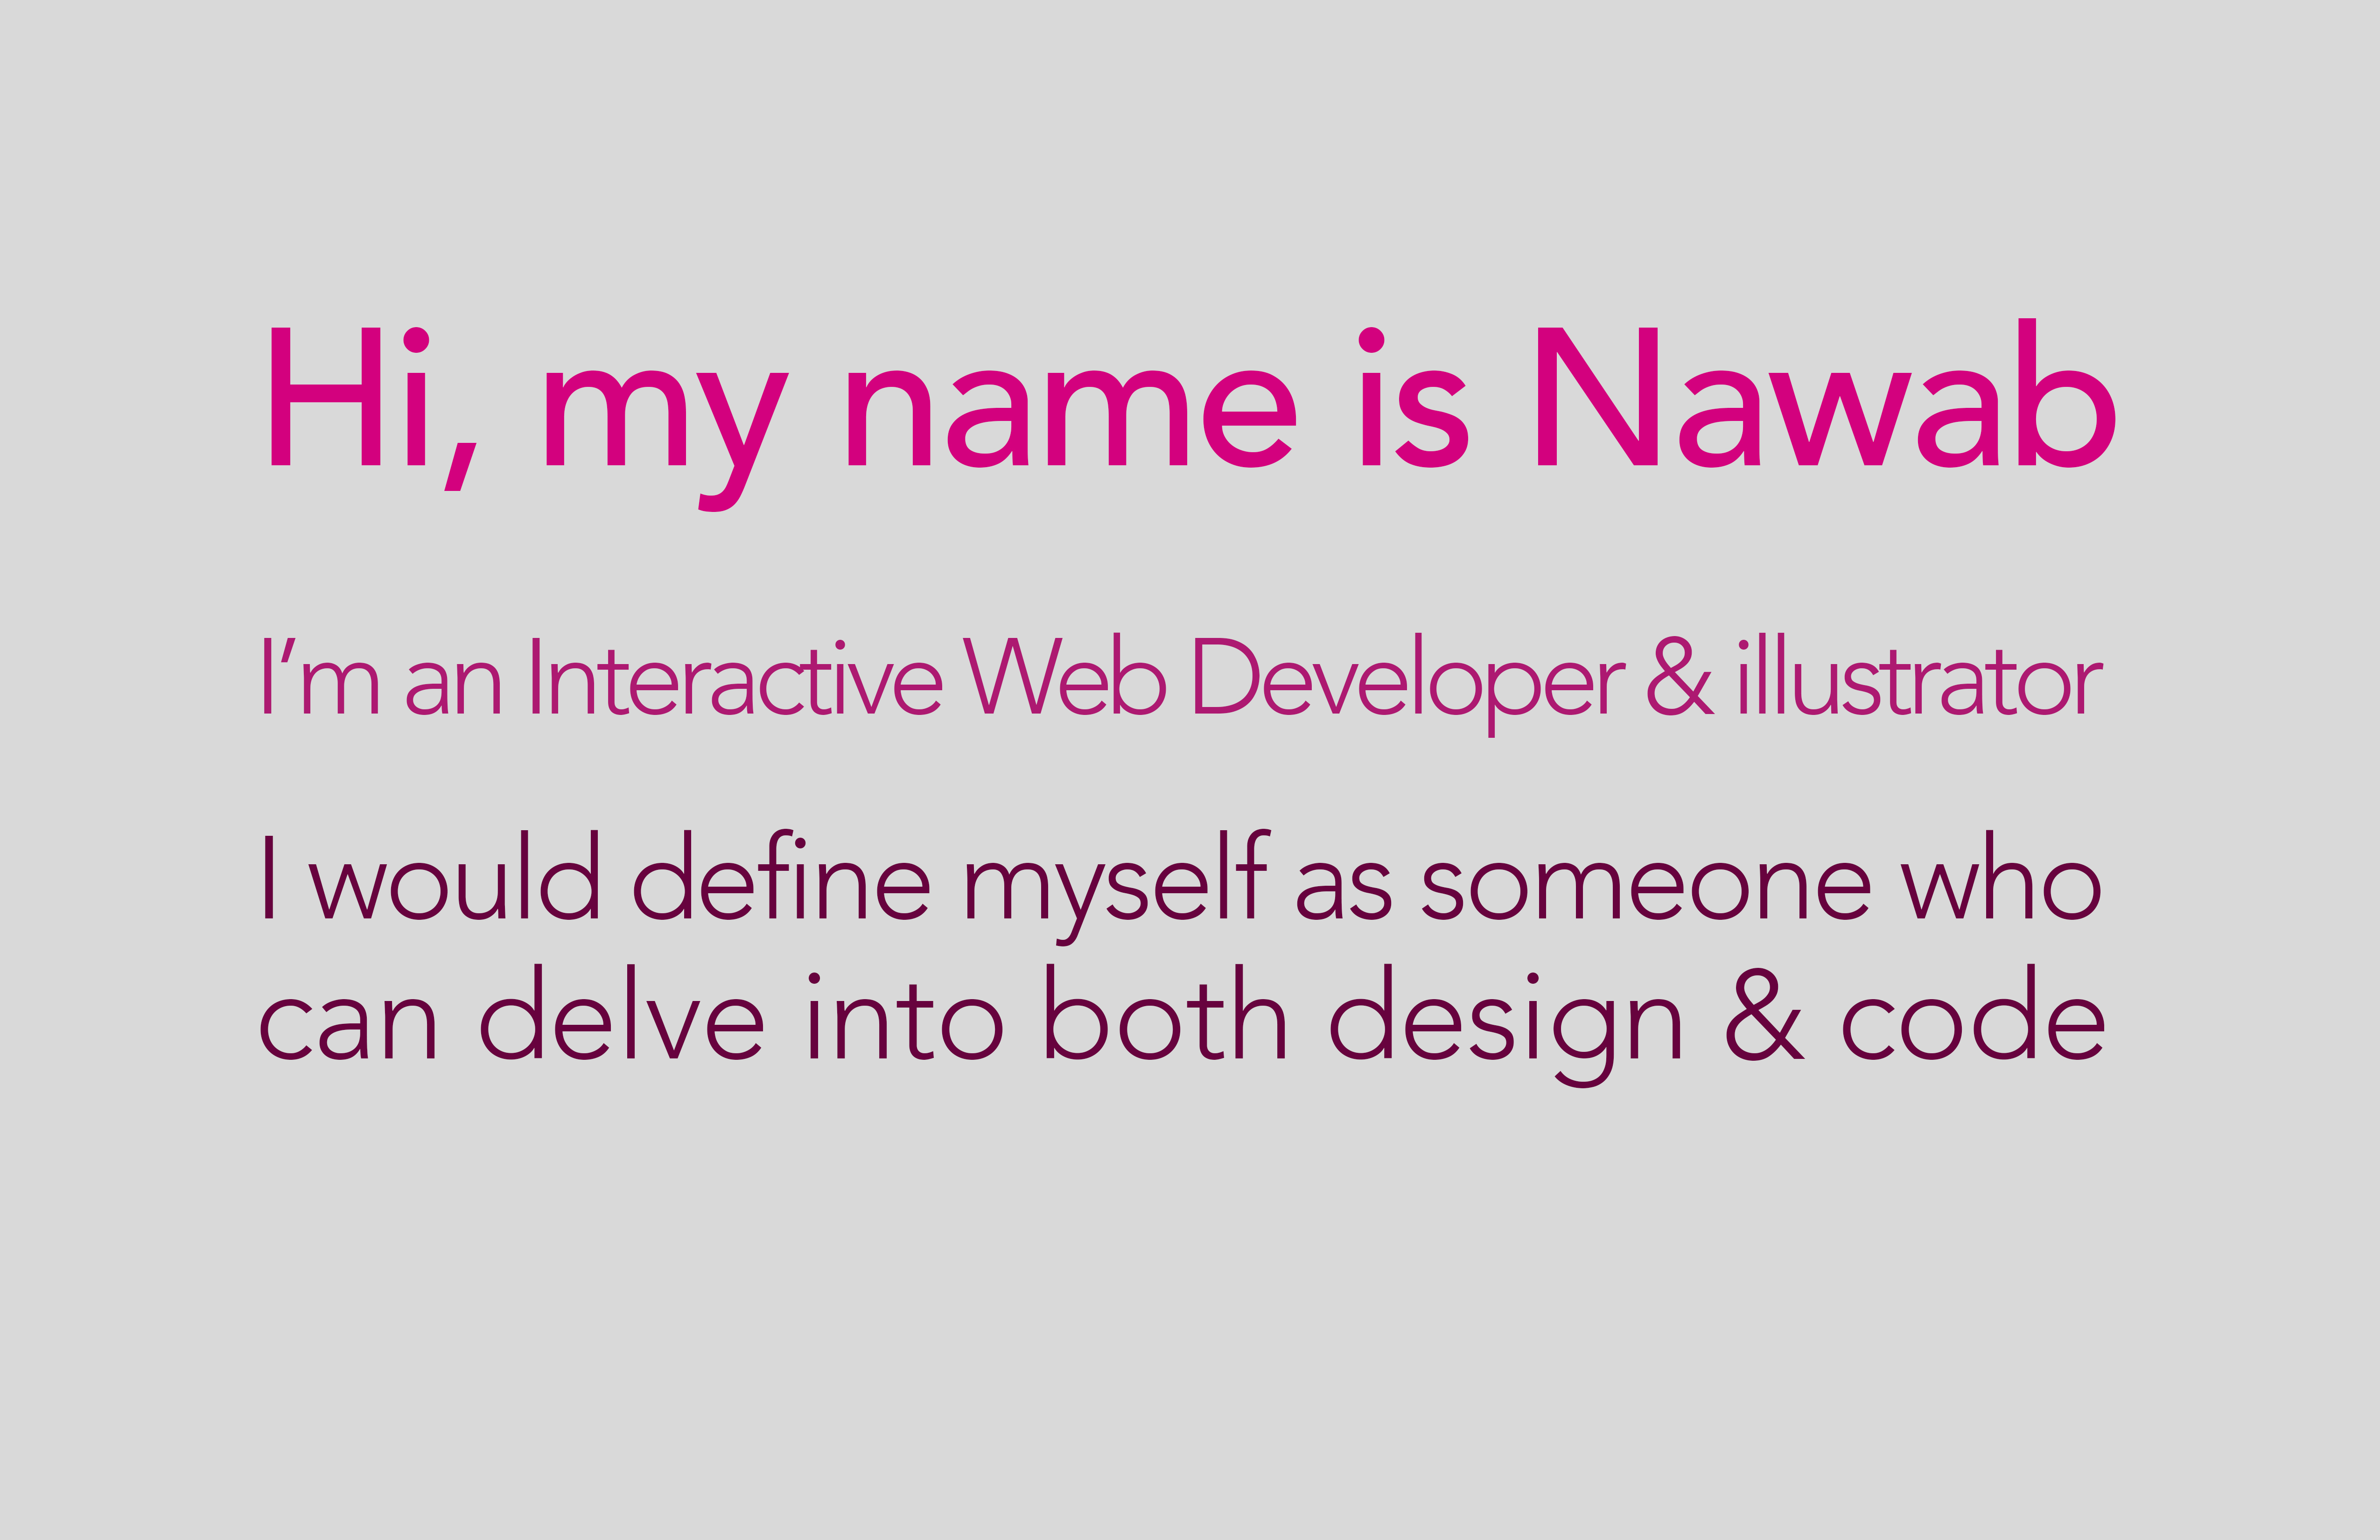 Hi, my name is Nawab
I’m an Interactive Web Developer & illustrator
I would define myself as someone who
can delve into both design & code